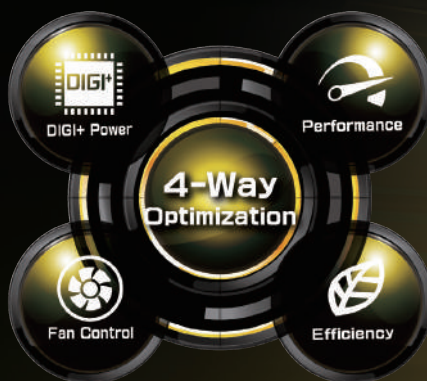 DIGI+
DIGI+ Power
Performance
4-Way
Optimization
Fan Control
Efficiency